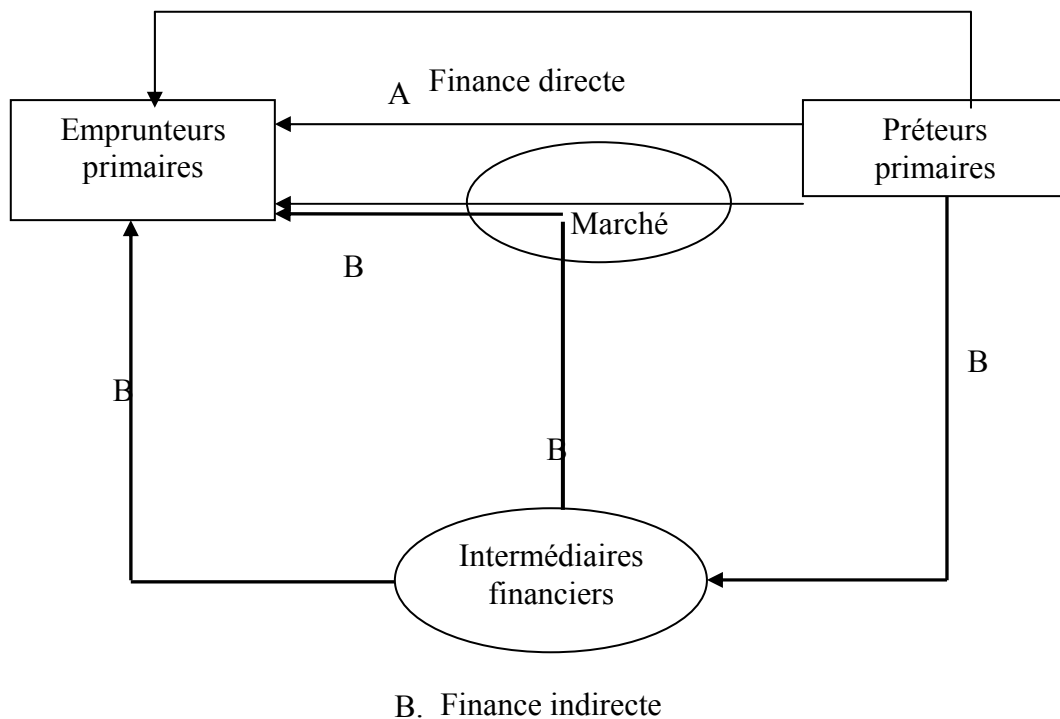 A Finance directe
Emprunteurs
primaires
Préteurs
primaires
Marché
B
B
B
B
Intermédiaires
financiers
B. Finance indirecte